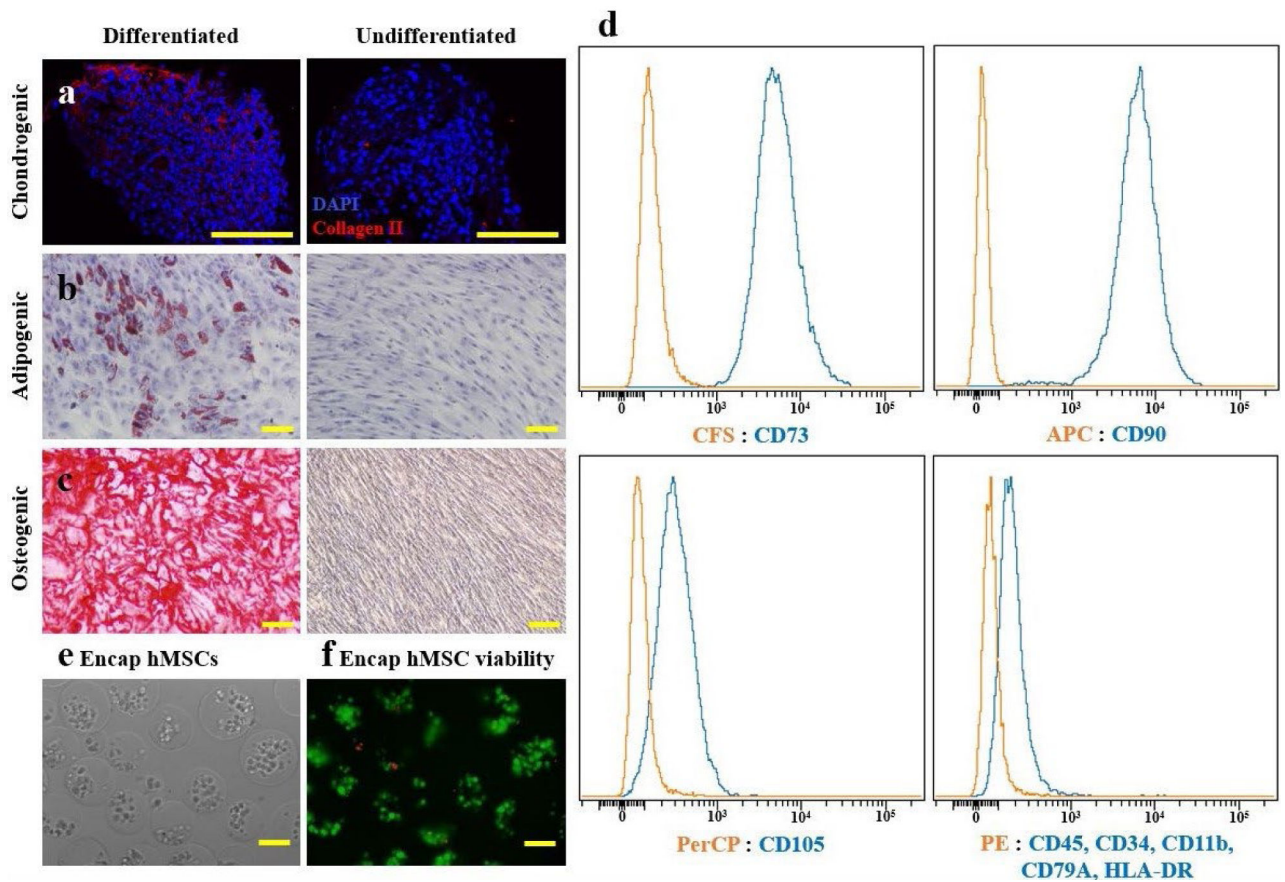 Differentiated
Undifferentiated
d
Chondrogenic
a
DAPI
Collagen II
0 10³ 10⁴ 10⁵
CFS : CD73
0 10³ 10⁴ 10⁵
APC : CD90
Adipogenic
b
Osteogenic
c
e Encap hMSCs
f Encap hMSC viability
0 10³ 10⁴ 10⁵
PerCP : CD105
0 10³ 10⁴ 10⁵
PE : CD45, CD34, CD11b,
CD79A, HLA-DR